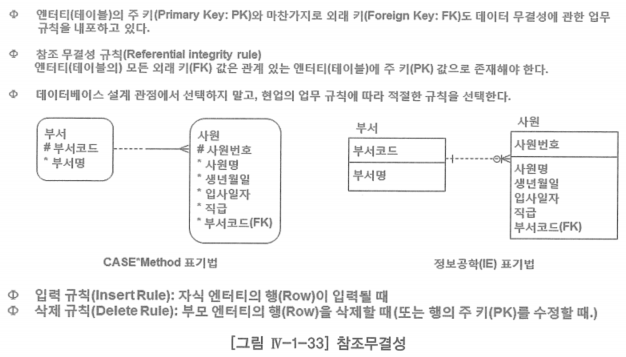 Φ 엔터티(테이블)의 주 키(Primary Key: PK)와 마찬가지로 외래 키(Foreign Key: FK)도 데이터 무결성에 관한 업무
규칙을 내포하고 있다.
Φ 참조 무결성 규칙(Referential integrity rule)
엔터티(테이블의) 모든 외래 키(FK) 값은 관계 있는 엔터티(테이블)에 주 키(PK) 값으로 존재해야 한다.
Φ 데이터베이스 설계 관점에서 선택하지 말고, 현업의 업무 규칙에 따라 적절한 규칙을 선택한다.
부서
# 부서코드
* 부서명
사원
# 사원번호
* 사원명
* 생년월일
* 입사일자
* 직급
* 부서코드(FK)
CASE*Method 표기법
부서
부서코드
부서명
사원
사원번호
사원명
생년월일
입사일자
직급
부서코드(FK)
정보공학(IE) 표기법
Φ 입력 규칙(Insert Rule): 자식 엔터티의 행(Row)이 입력될 때
Φ 삭제 규칙(Delete Rule): 부모 엔터티의 행(Row)을 삭제할 때(또는 행의 주 키(PK)를 수정할 때.)
[그림 Ⅳ-1-33] 참조무결성